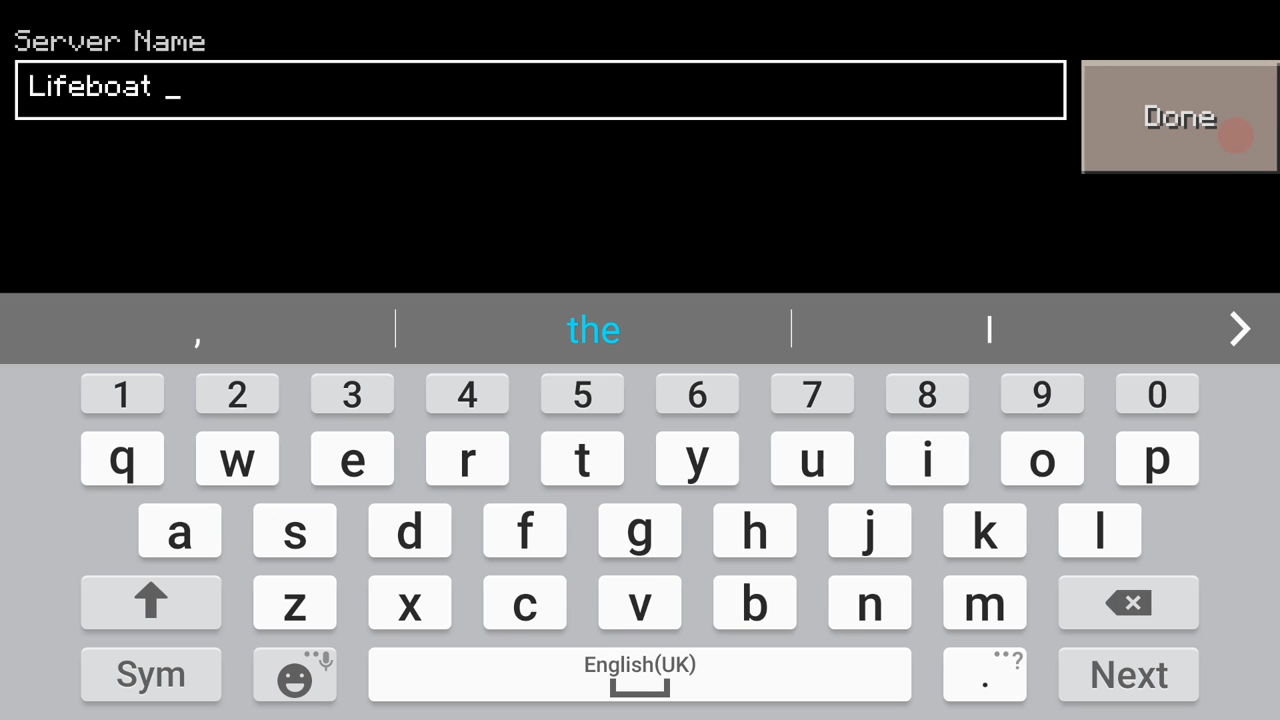 Server Name
Lifeboat _
Done
, the I
1 2 3 4 5 6 7 8 9 0
q w e r t y u i o p
a s d f g h j k l
z x c v b n m
Sym English(UK) . ? Next